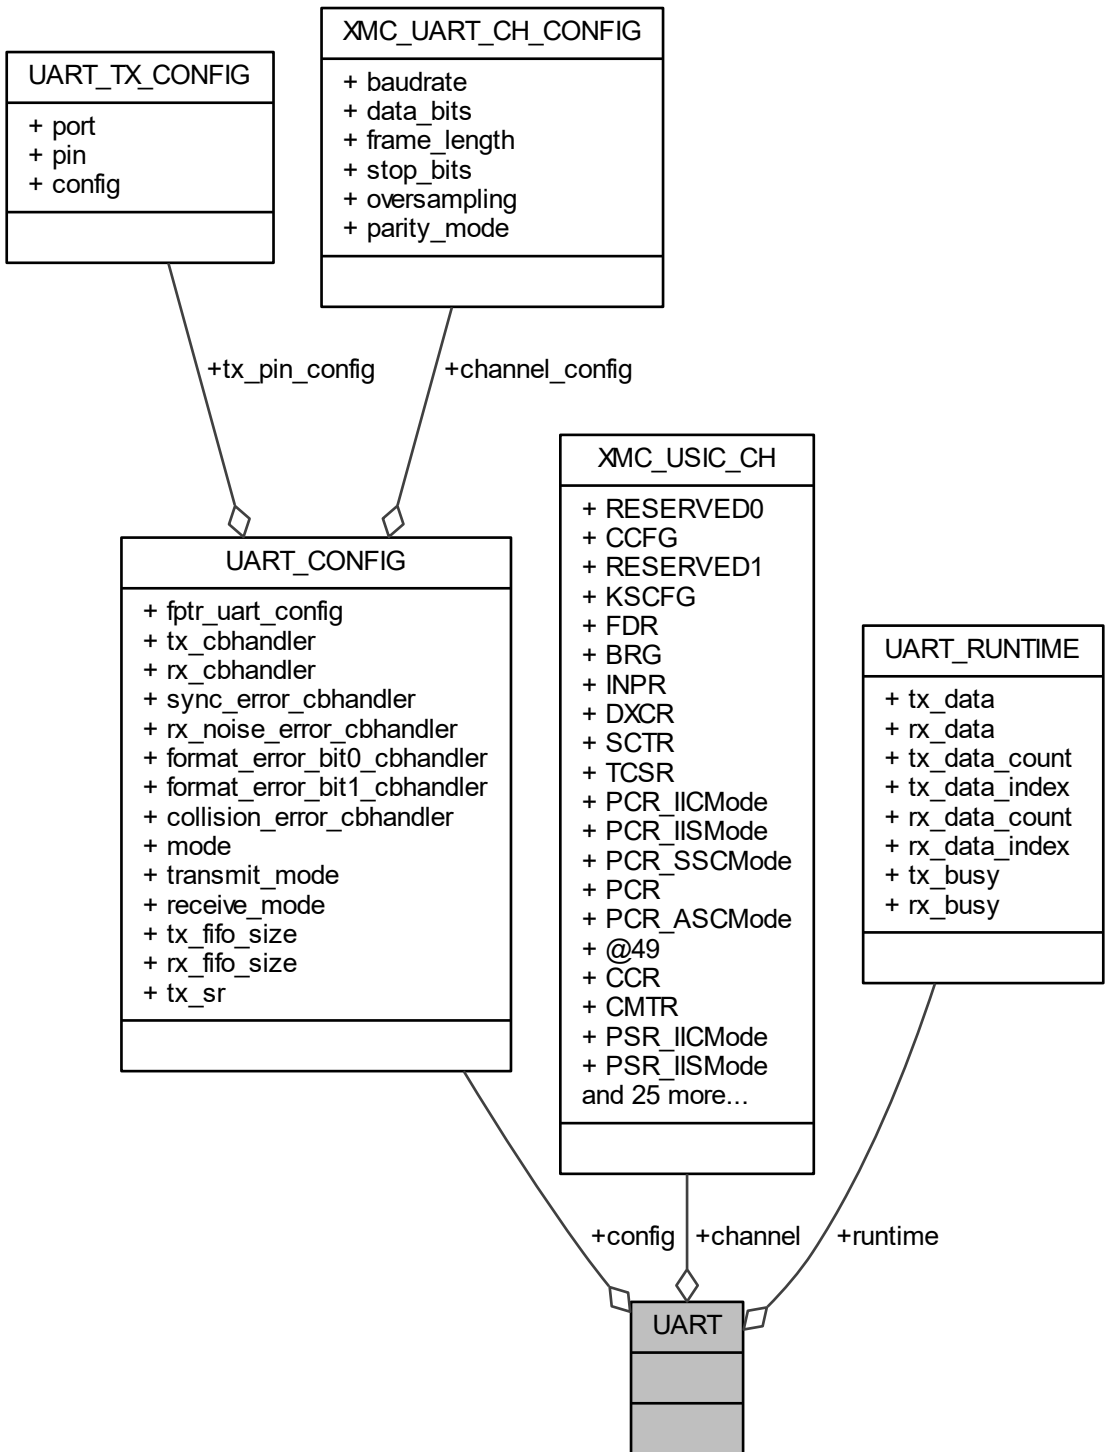 XMC_UART_CH_CONFIG
+ baudrate
+ data_bits
+ frame_length
+ stop_bits
+ oversampling
+ parity_mode
UART_TX_CONFIG
+ port
+ pin
+ config
+tx_pin_config
+channel_config
UART_CONFIG
+ fptr_uart_config
+ tx_cbhandler
+ rx_cbhandler
+ sync_error_cbhandler
+ rx_noise_error_cbhandler
+ format_error_bit0_cbhandler
+ format_error_bit1_cbhandler
+ collision_error_cbhandler
+ mode
+ transmit_mode
+ receive_mode
+ tx_fifo_size
+ rx_fifo_size
+ tx_sr
XMC_USIC_CH
+ RESERVED0
+ CCFG
+ RESERVED1
+ KSCFG
+ FDR
+ BRG
+ INPR
+ DXCR
+ SCTR
+ TCSR
+ PCR_IICMode
+ PCR_IISMode
+ PCR_SSCMode
+ PCR
+ PCR_ASCMode
+ @49
+ CCR
+ CMTR
+ PSR_IICMode
+ PSR_IISMode
and 25 more...
UART_RUNTIME
+ tx_data
+ rx_data
+ tx_data_count
+ tx_data_index
+ rx_data_count
+ rx_data_index
+ tx_busy
+ rx_busy
+config
+channel
+runtime
UART